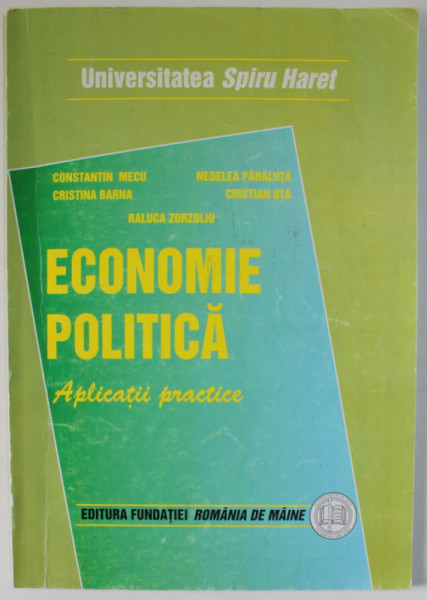 Universitatea Spiru Haret
CONSTANTIN MECU NEDELEA PĂRĂLUȚĂ
CRISTINA BARNA CRISTIAN UȚĂ
RALUCA ZORZOLIU
ECONOMIE
POLITICĂ
Aplicații practice
EDITURA FUNDAȚIEI ROMÂNIA DE MÂINE